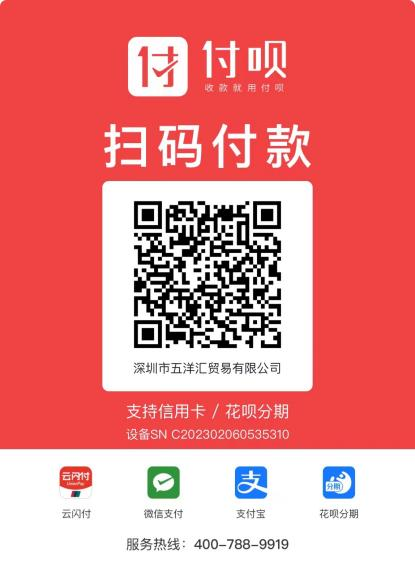 付 付呗
收款就用付呗
扫码付款
深圳市五洋汇贸易有限公司
支持信用卡 / 花呗分期
设备SN C202302060535310
云闪付 UnionPay 支 分期
云闪付 微信支付 支付宝 花呗分期
服务热线：400-788-9919